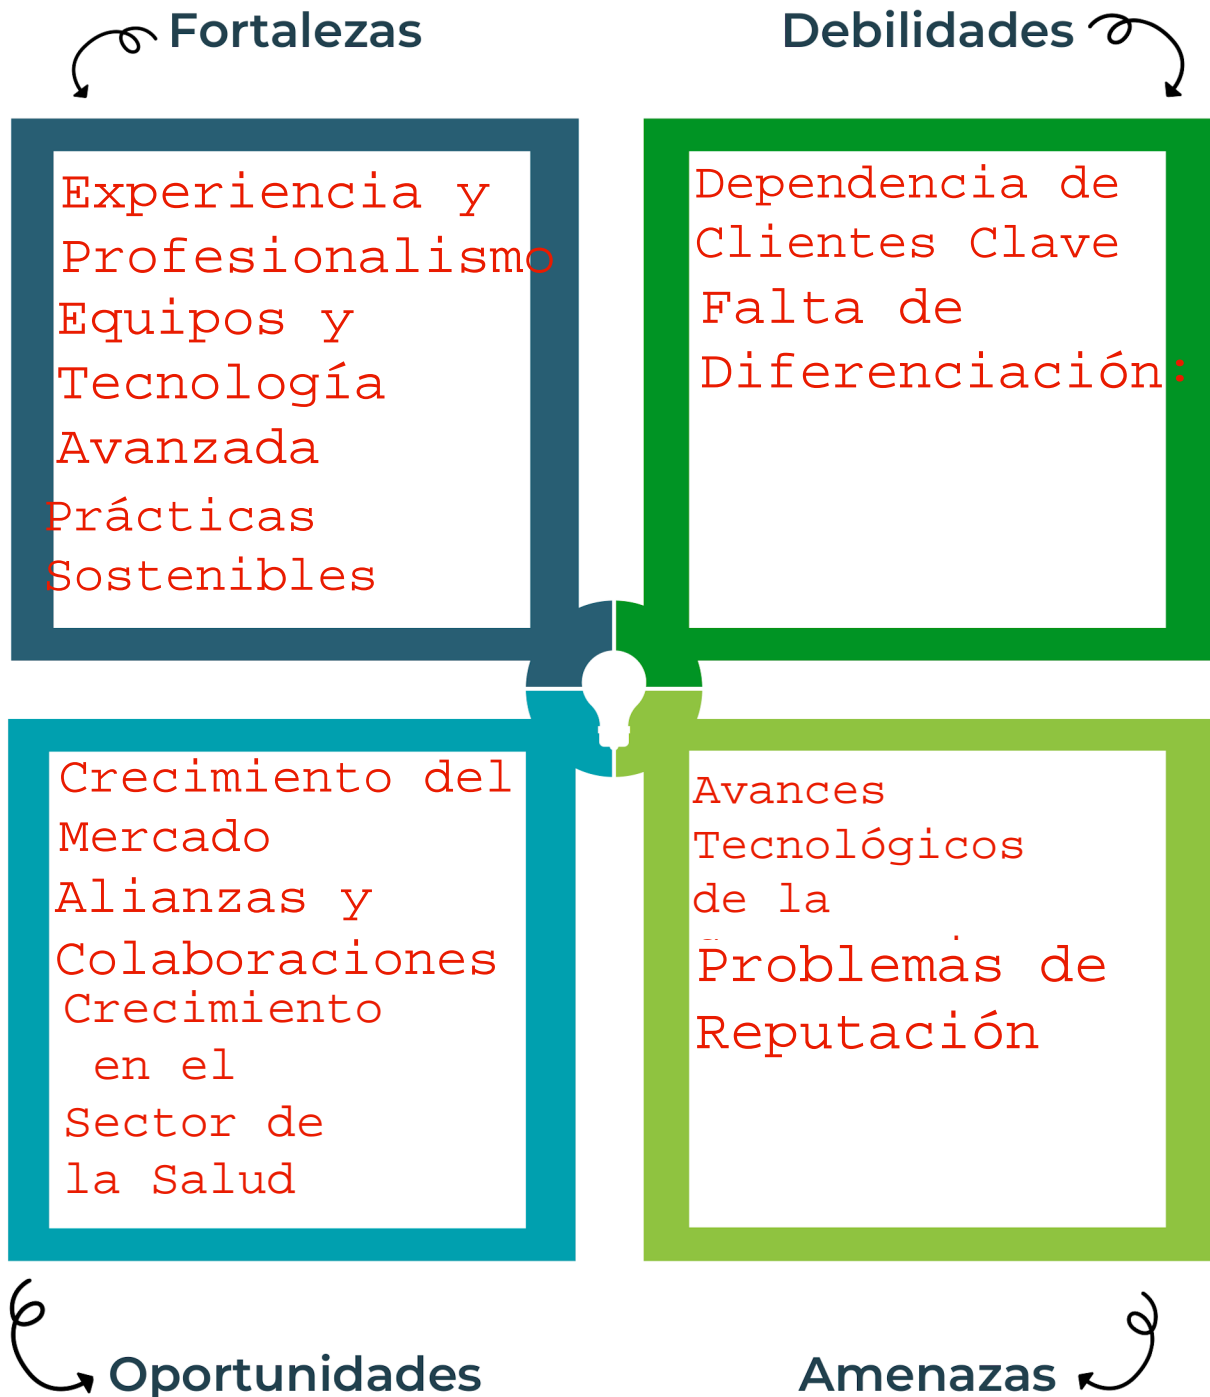 Fortalezas
Experiencia y
Profesionalismo
Equipos y
Tecnología
Avanzada
Prácticas
Sostenibles
Debilidades
Dependencia de
Clientes Clave
Falta de
Diferenciación:
Crecimiento del
Mercado
Alianzas y
Colaboraciones
Crecimiento
en el
Sector de
la Salud
Oportunidades
Avances
Tecnológicos
de la
Problemas de
Reputación
Amenazas